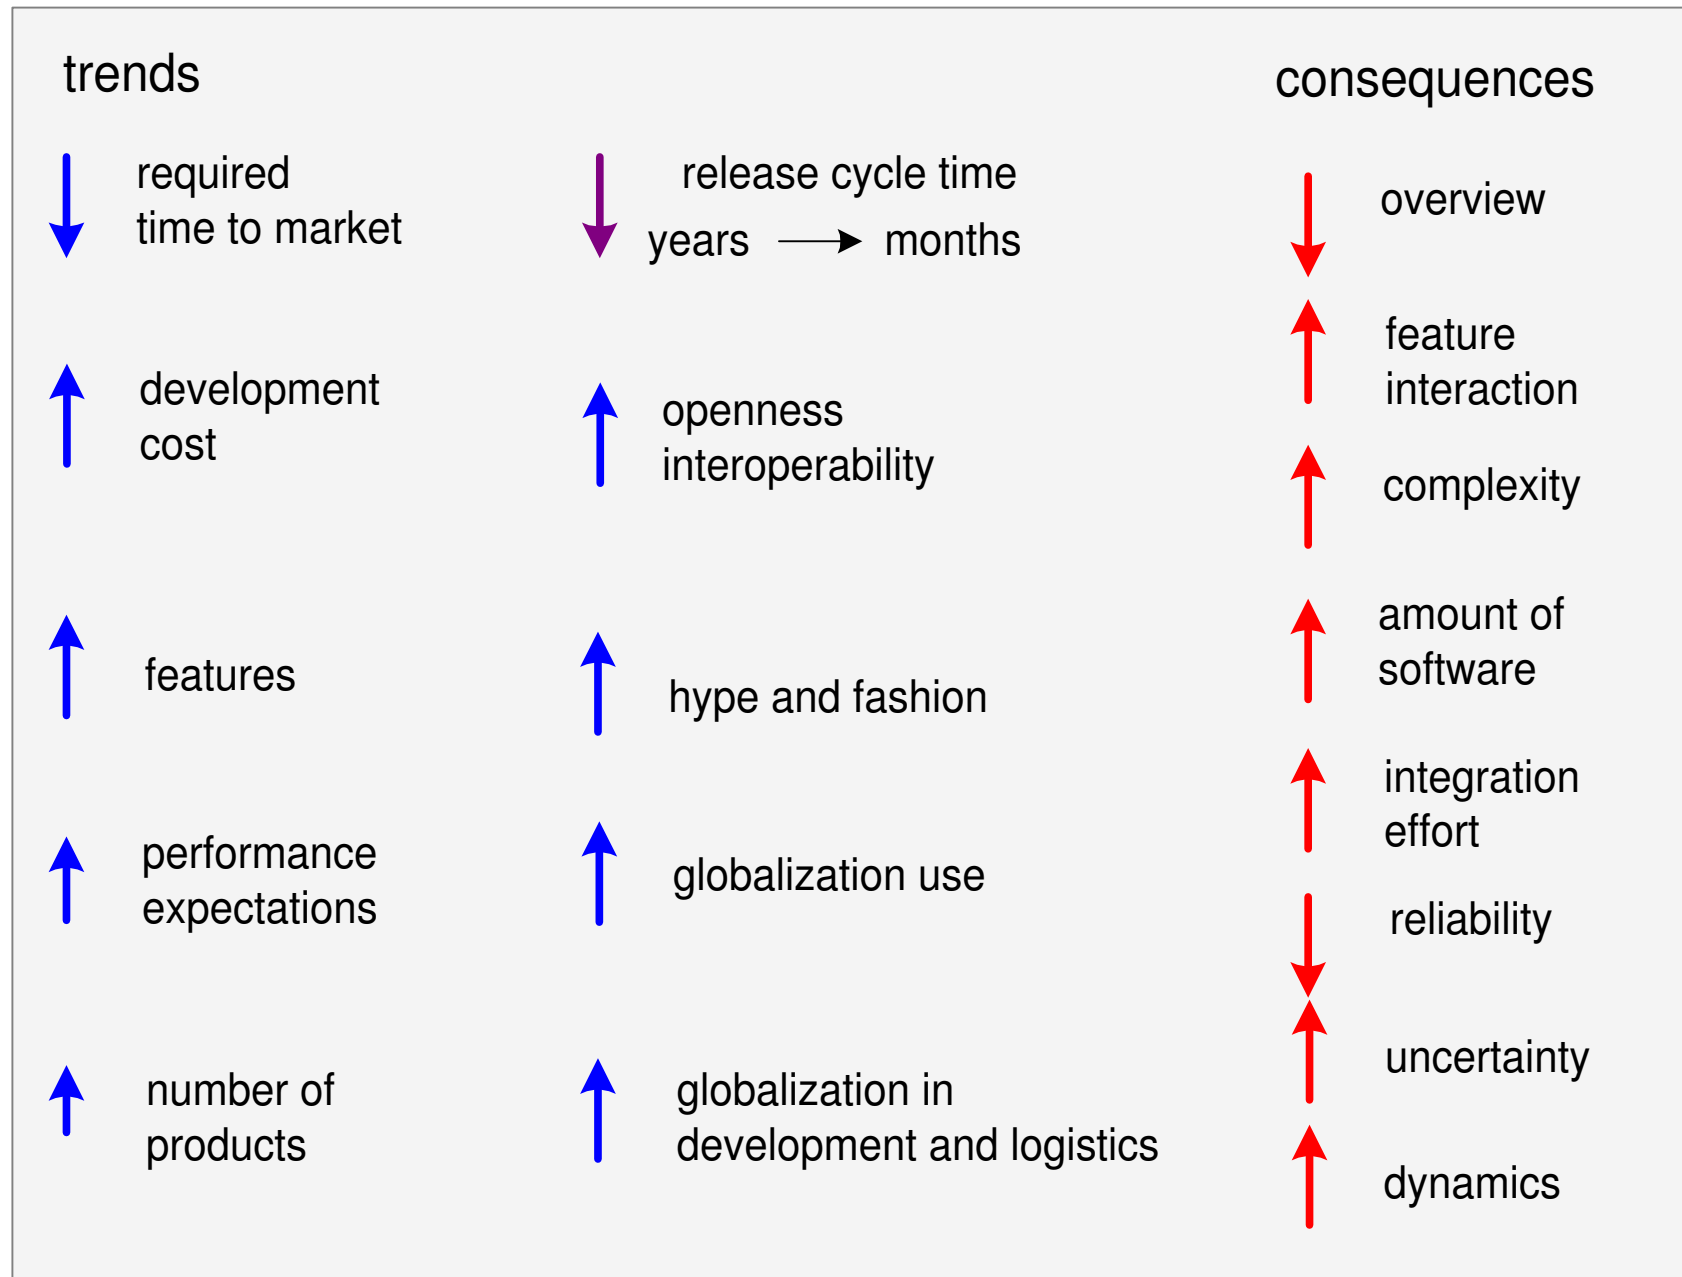 trends
required
time to market
development
cost
features
performance
expectations
number of
products
release cycle time
years months
openness
interoperability
hype and fashion
globalization use
globalization in
development and logistics
consequences
overview
feature
interaction
complexity
amount of
software
integration
effort
reliability
uncertainty
dynamics